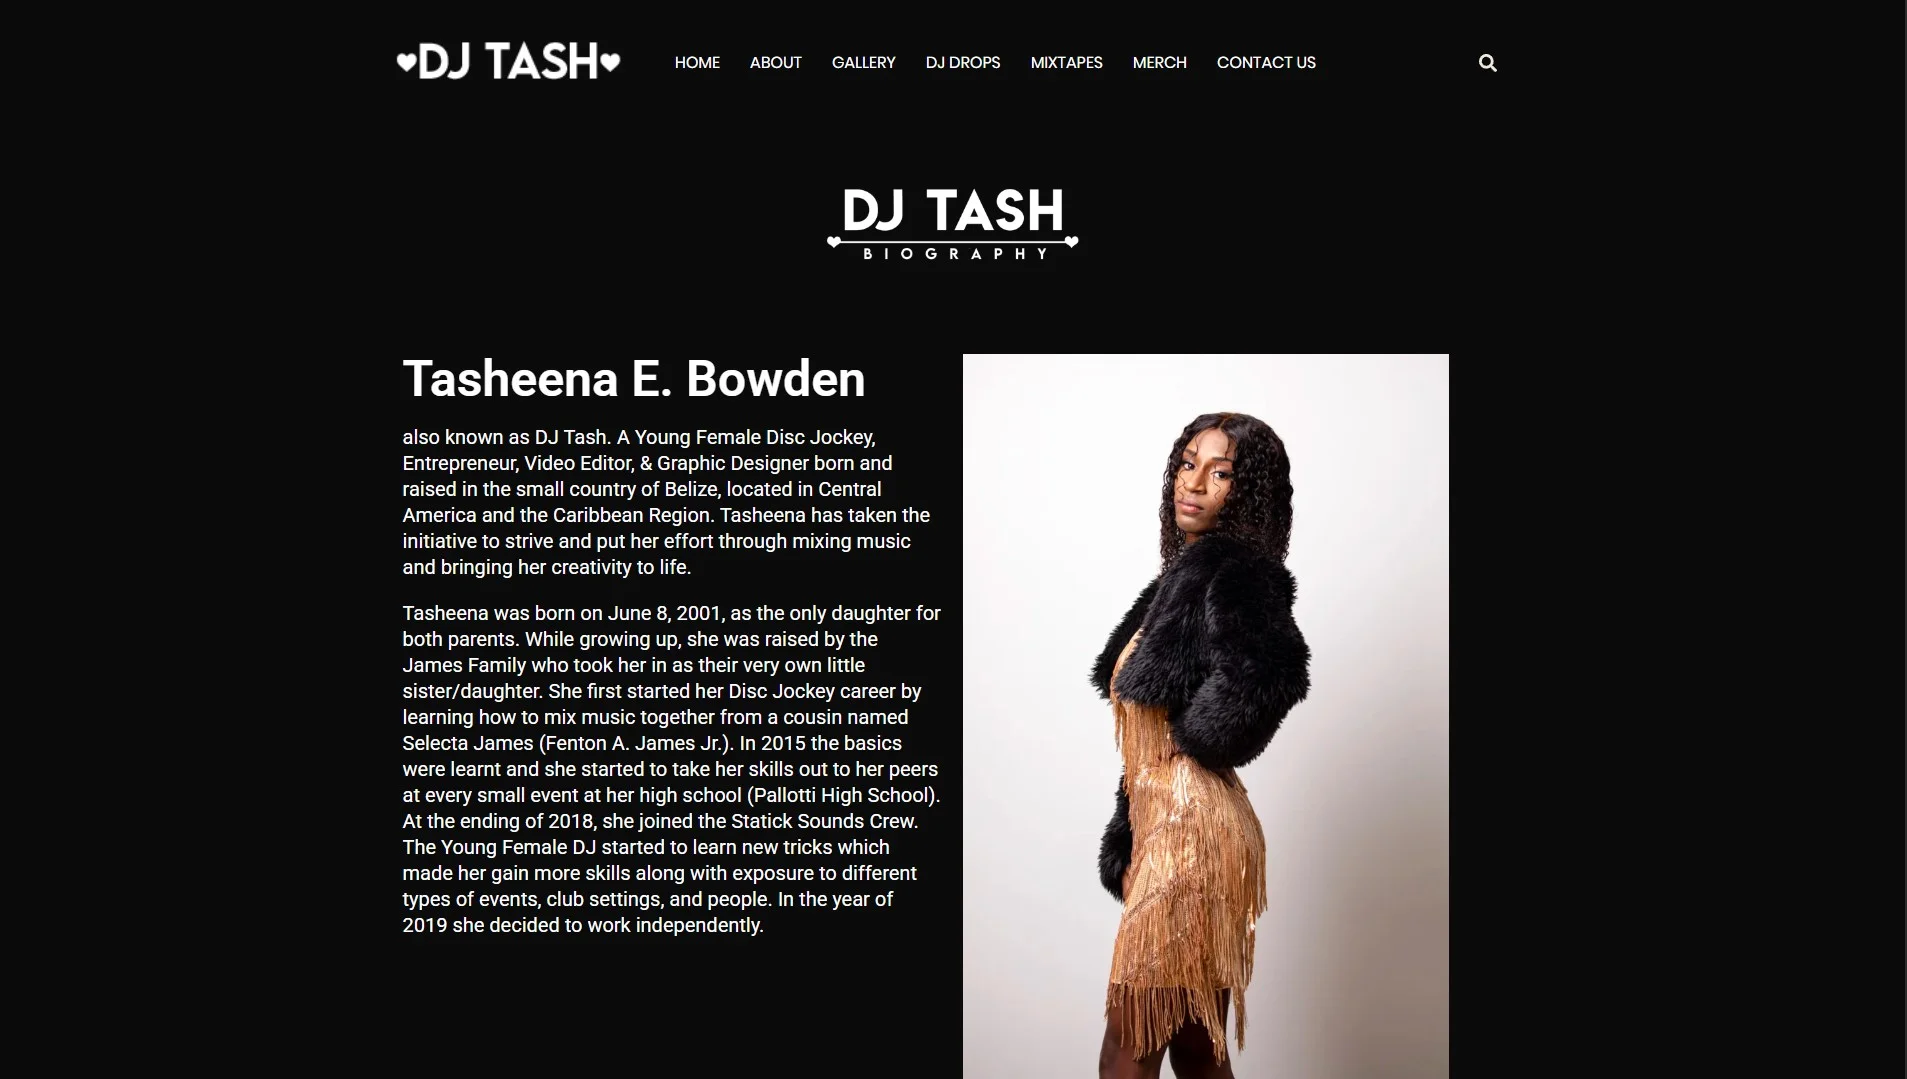 DJ TASH
HOME
ABOUT
GALLERY
DJ DROPS
MIXTAPES
MERCH
CONTACT US
DJ TASH
BIOGRAPHY
Tasheena E. Bowden
also known as DJ Tash. A Young Female Disc Jockey,
Entrepreneur, Video Editor, & Graphic Designer born and
raised in the small country of Belize, located in Central
America and the Caribbean Region. Tasheena has taken the
initiative to strive and put her effort through mixing music
and bringing her creativity to life.
Tasheena was born on June 8, 2001, as the only daughter for
both parents. While growing up, she was raised by the
James Family who took her in as their very own little
sister/daughter. She first started her Disc Jockey career by
learning how to mix music together from a cousin named
Selecta James (Fenton A. James Jr.). In 2015 the basics
were learnt and she started to take her skills out to her peers
at every small event at her high school (Pallotti High School).
At the ending of 2018, she joined the Statick Sounds Crew.
The Young Female DJ started to learn new tricks which
made her gain more skills along with exposure to different
types of events, club settings, and people. In the year of
2019 she decided to work independently.